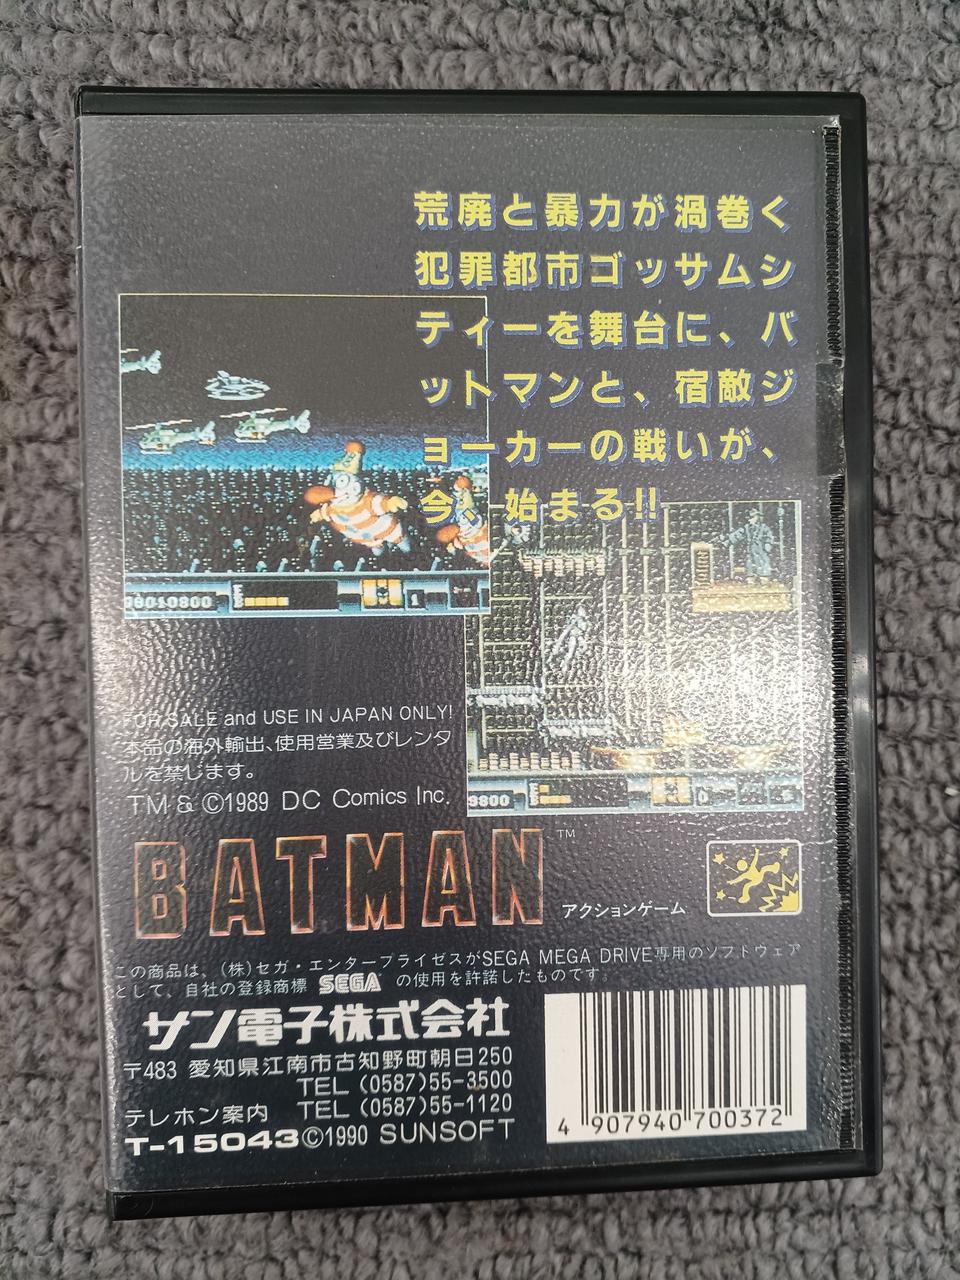 荒廃と暴力が渦巻く
犯罪都市ゴッサムシ
ティーを舞台に、バ
ットマンと、宿敵ジ
ョーカーの戦いが、
今、始まる!!
00010800
1
9800
0
FOR SALE and USE IN JAPAN ONLY!
本品の海外輸出、使用営業及びレンタ
ルを禁じます。
TM & ©1989 DC Comics Inc.
BATMAN TM
アクションゲーム
この商品は、(株)セガ・エンタープライゼスがSEGA MEGA DRIVE専用のソフトウェア
として、自社の登録商標 SEGA の使用を許諾したものです。
サン電子株式会社
〒483 愛知県江南市古知野町朝日250
TEL (0587)55-3500
テレホン案内 TEL (0587)55-1120
T-15043 ©1990 SUNSOFT
4 907940 700372